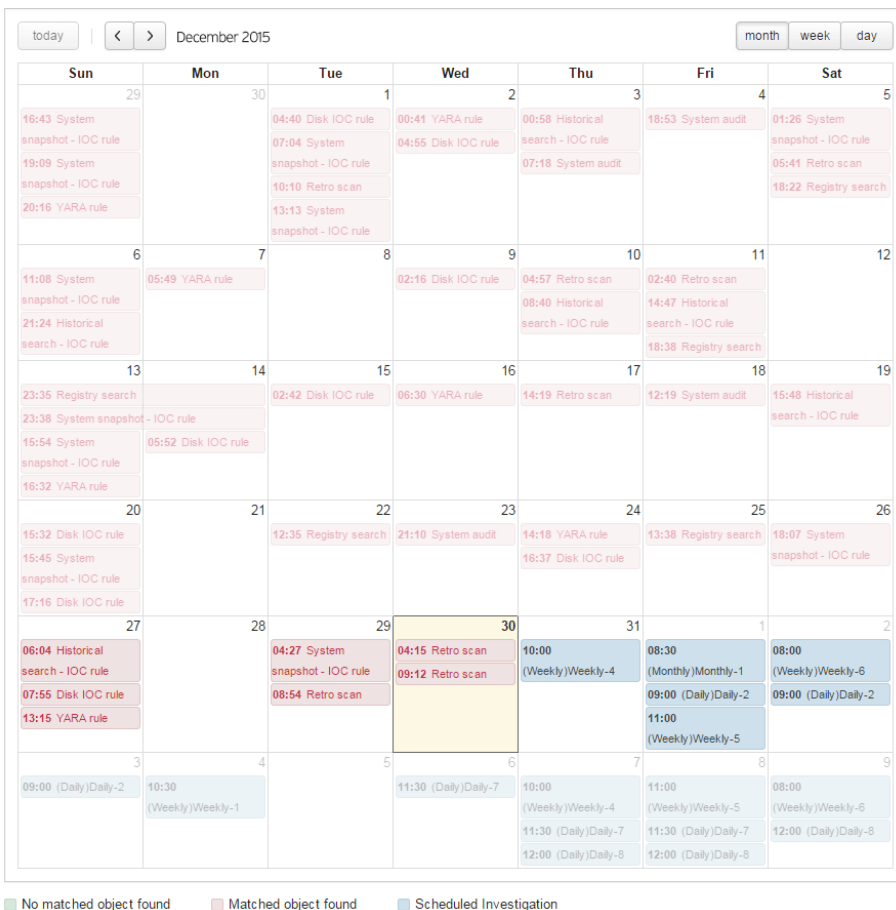 today
December 2015
month week day
Sun Mon Tue Wed Thu Fri Sat
29 30 1 2 3 4 5
16:43 System
snapshot - IOC rule
19:09 System
snapshot - IOC rule
20:16 YARA rule
04:40 Disk IOC rule
07:04 System
snapshot - IOC rule
10:10 Retro scan
13:13 System
snapshot - IOC rule
00:41 YARA rule
04:55 Disk IOC rule
00:58 Historical
search - IOC rule
07:18 System audit
18:53 System audit
01:26 System
snapshot - IOC rule
05:41 Retro scan
18:22 Registry search
6 7 8 9 10 11 12
11:08 System
snapshot - IOC rule
21:24 Historical
search - IOC rule
05:49 YARA rule
02:16 Disk IOC rule
04:57 Retro scan
08:40 Historical
search - IOC rule
02:40 Retro scan
14:47 Historical
search - IOC rule
18:38 Registry search
13 14 15 16 17 18 19
23:35 Registry search
23:38 System snapshot - IOC rule
15:54 System
snapshot - IOC rule
16:32 YARA rule
05:52 Disk IOC rule
02:42 Disk IOC rule
06:30 YARA rule
14:19 Retro scan
12:19 System audit
15:48 Historical
search - IOC rule
20 21 22 23 24 25 26
15:32 Disk IOC rule
15:45 System
snapshot - IOC rule
17:16 Disk IOC rule
12:35 Registry search
21:10 System audit
14:18 YARA rule
16:37 Disk IOC rule
13:38 Registry search
18:07 System
snapshot - IOC rule
27 28 29 30 31 1 2
06:04 Historical
search - IOC rule
07:55 Disk IOC rule
13:15 YARA rule
04:27 System
snapshot - IOC rule
08:54 Retro scan
04:15 Retro scan
09:12 Retro scan
10:00
(Weekly)Weekly-4
08:30
(Monthly)Monthly-1
09:00 (Daily)Daily-2
11:00
(Weekly)Weekly-5
08:00
(Weekly)Weekly-6
09:00 (Daily)Daily-2
3 4 5 6 7 8 9
09:00 (Daily)Daily-2
10:30
(Weekly)Weekly-1
11:30 (Daily)Daily-7
10:00
(Weekly)Weekly-4
11:30 (Daily)Daily-7
12:00 (Daily)Daily-8
11:00
(Weekly)Weekly-5
11:30 (Daily)Daily-7
12:00 (Daily)Daily-8
08:00
(Weekly)Weekly-6
12:00 (Daily)Daily-8
No matched object found Matched object found Scheduled Investigation